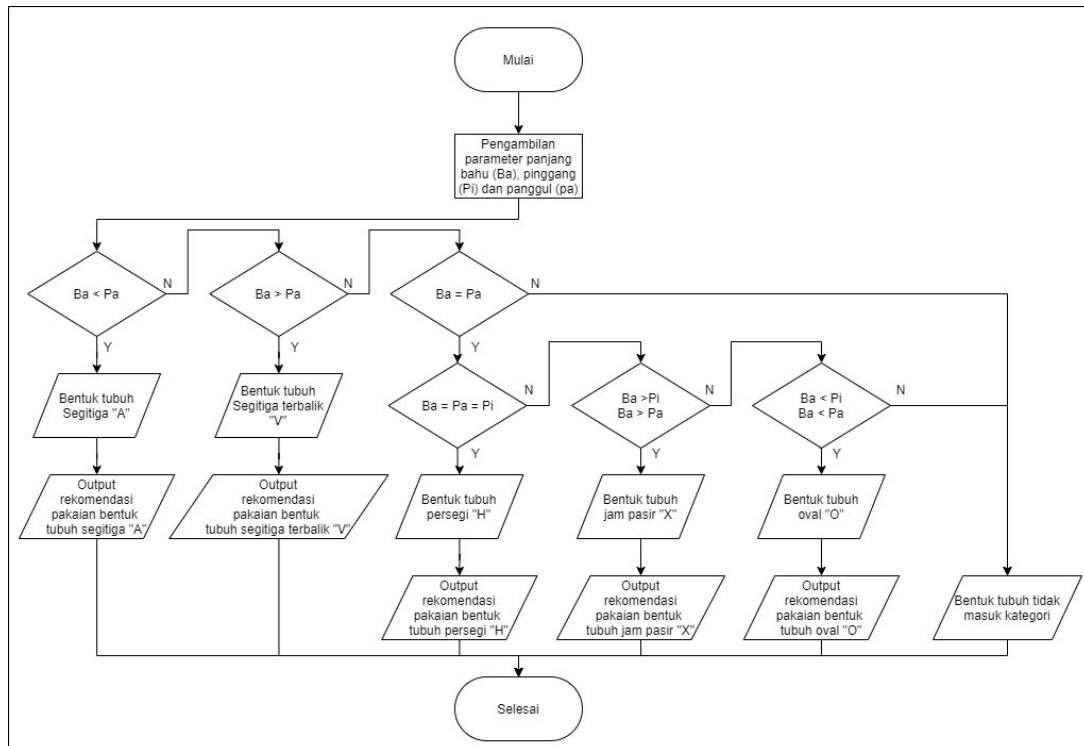 Mulai
Pengambilan
parameter panjang
bahu (Ba), pinggang
(Pi) dan panggul (pa)
Ba < Pa
N
Y
Ba > Pa
N
Y
Ba = Pa
N
Y
Bentuk tubuh
Segitiga "A"
Bentuk tubuh
Segitiga terbalik
"V"
Ba = Pa = Pi
N
Y
Ba >Pi
Ba > Pa
N
Y
Ba < Pi
Ba < Pa
N
Y
Output
rekomendasi
pakaian bentuk
tubuh segitiga "A"
Output
rekomendasi
pakaian bentuk
tubuh segitiga terbalik "V"
Bentuk tubuh
persegi "H"
Bentuk tubuh
jam pasir "X"
Bentuk tubuh
oval "O"
Output
rekomendasi
pakaian bentuk
tubuh persegi "H"
Output
rekomendasi
pakaian bentuk
tubuh jam pasir "X"
Output
rekomendasi
pakaian bentuk
tubuh oval "O"
Bentuk tubuh tidak
masuk kategori
Selesai